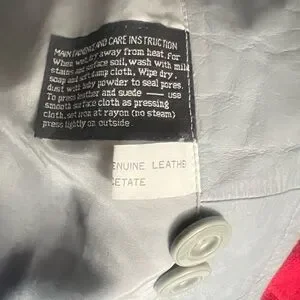 MAINTENANCE AND CARE INSTRUCTION
When wet, dry away from heat. for
stains and surface soil, wash with mild
soap and soft damp cloth, Wipe dry,
dust with baby powder to seal pores.
To press leather and suede — use
smooth surface cloth as pressing
cloth, set iron at rayon (no steam)
press lightly on outside
ENUINE LEATHE
CETATE